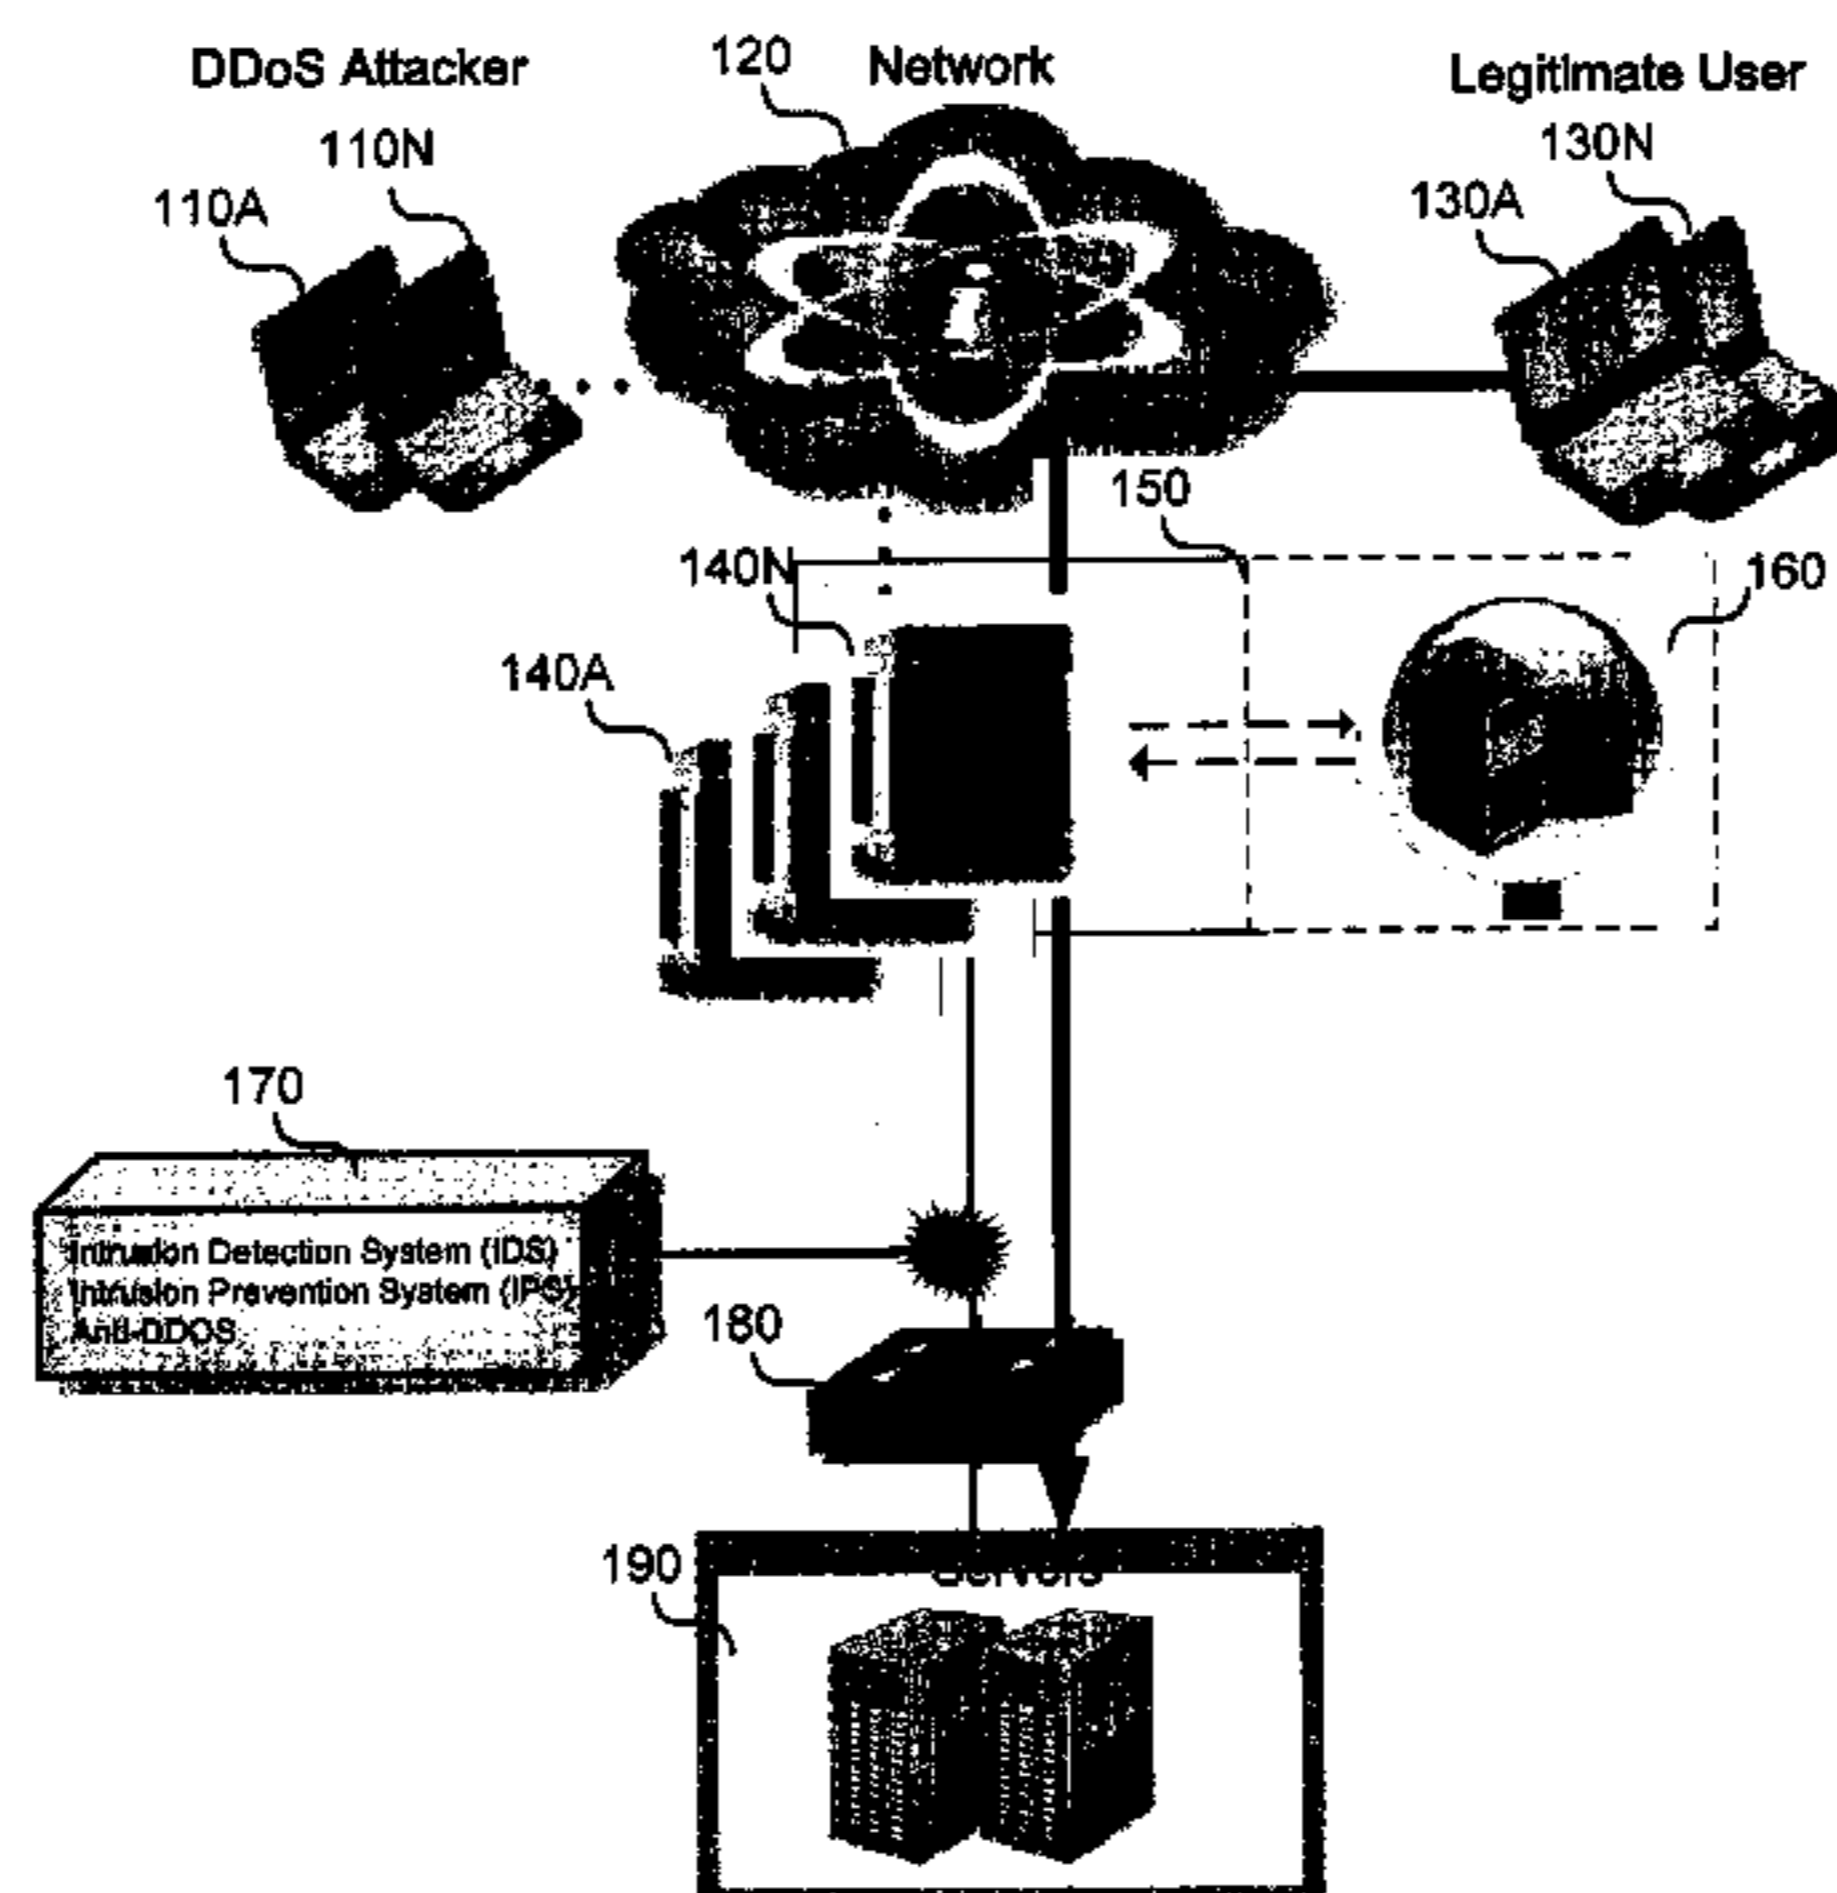 DDoS Attacker
120
Network
Legitimate User
110N
130N
110A
130A
150
140N
160
140A
170
Intrusion Detection System (IDS)
Intrusion Prevention System (IPS)
Anti-DDOS
180
190
Servers